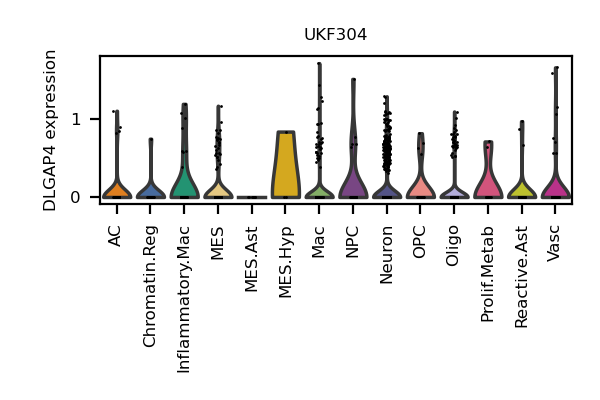 UKF304
DLGAP4 expression
1
0
AC
Chromatin.Reg
Inflammatory.Mac
MES
MES.Ast
MES.Hyp
Mac
NPC
Neuron
OPC
Oligo
Prolif.Metab
Reactive.Ast
Vasc